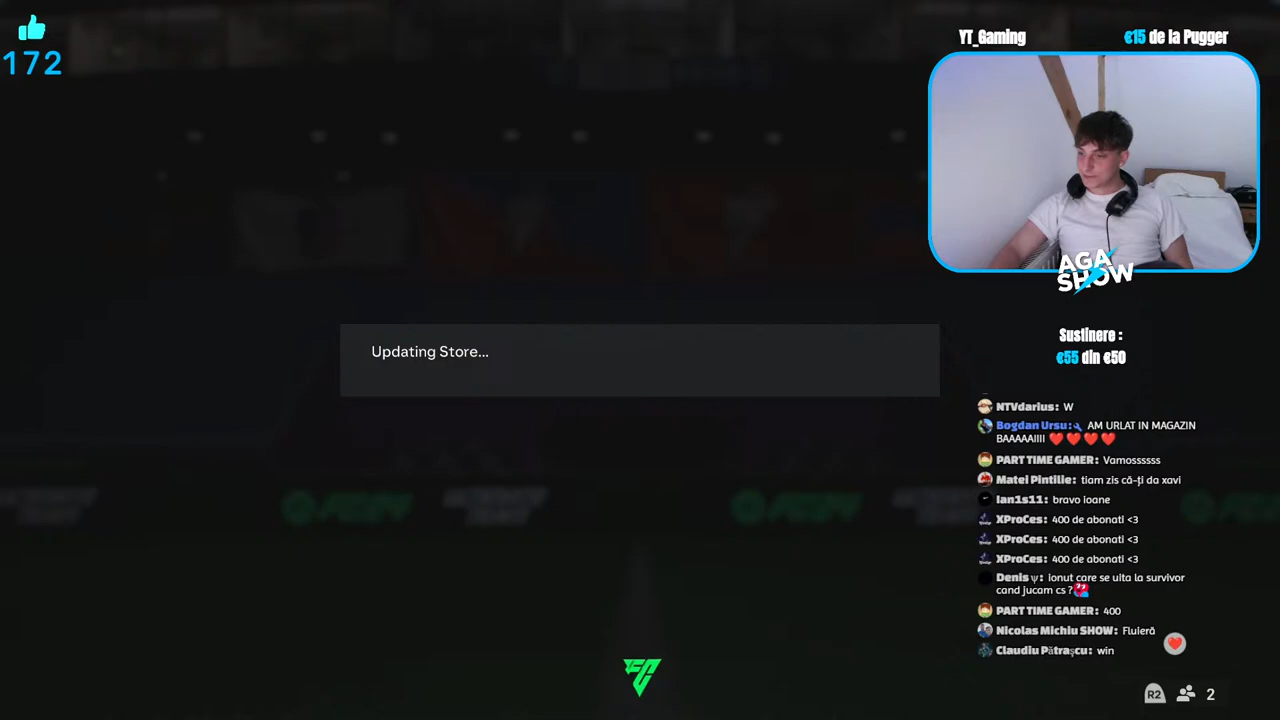 172
YT_Gaming
€15 de la Pugger
AGA
SHOW
Updating Store...
Sustinere :
€55 din €50
NTVdarius: W
Bogdan Ursu: AM URLAT IN MAGAZIN
BAAAAIIII ❤️ ❤️ ❤️ ❤️
PART TIME GAMER: Vamossssss
Matei Pintilie: tiam zis că-ți da xavi
Ian1s11: bravo ioane
XProCes: 400 de abonati <3
XProCes: 400 de abonati <3
XProCes: 400 de abonati <3
Denis ψ: ionut care se uita la survivor
cand jucam cs ?
PART TIME GAMER: 400
Nicolas Michiu SHOW: Fluieră
Claudiu Pătrașcu: win
R2 2